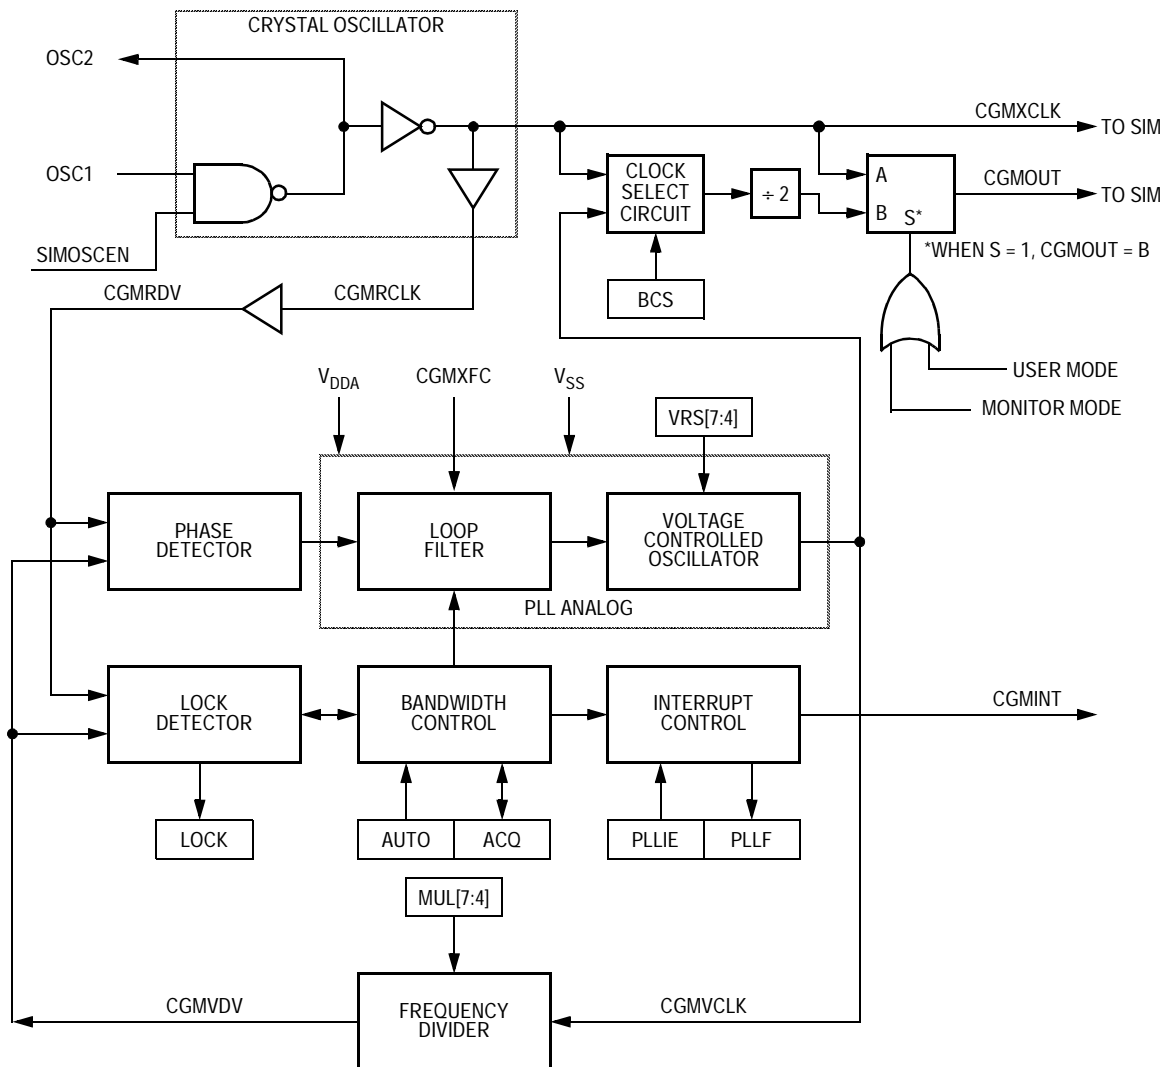 CRYSTAL OSCILLATOR
OSC2
CGMXCLK
TO SIM
OSC1
CLOCK
SELECT
CIRCUIT
÷ 2
A
B
S*
CGMOUT
TO SIM
*WHEN S = 1, CGMOUT = B
SIMOSCEN
CGMRDV
CGMRCLK
BCS
USER MODE
MONITOR MODE
VDDA
CGMXFC
VSS
VRS[7:4]
PHASE
DETECTOR
LOOP
FILTER
VOLTAGE
CONTROLLED
OSCILLATOR
PLL ANALOG
LOCK
DETECTOR
BANDWIDTH
CONTROL
INTERRUPT
CONTROL
CGMINT
LOCK
AUTO
ACQ
PLLIE
PLLF
MUL[7:4]
CGMVDV
FREQUENCY
DIVIDER
CGMVCLK